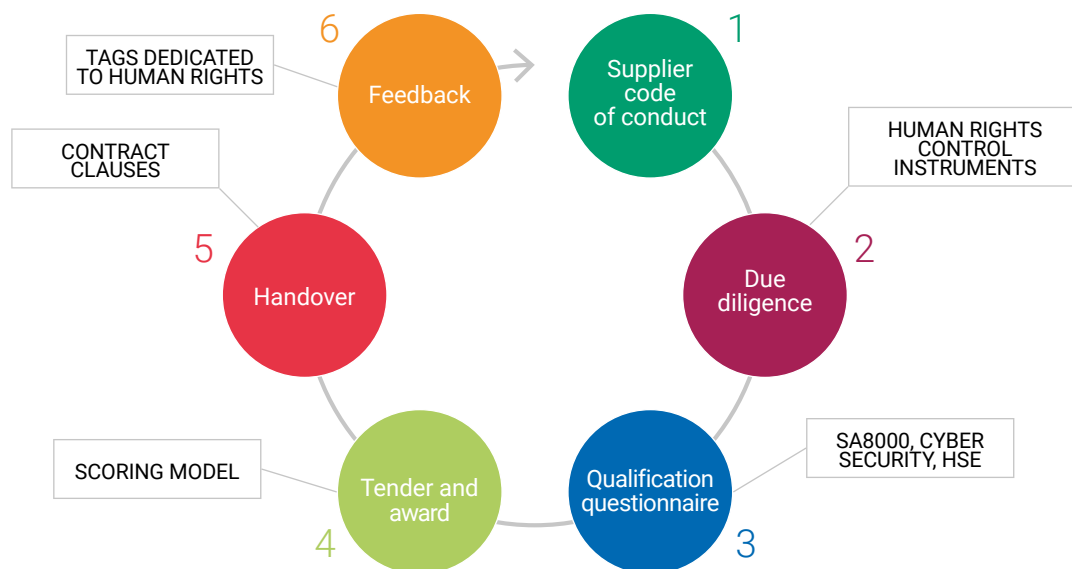 1
Supplier
code
of conduct
2
Due
diligence
HUMAN RIGHTS
CONTROL
INSTRUMENTS
3
Qualification
questionnaire
SA8000, CYBER
SECURITY, HSE
4
Tender and
award
SCORING MODEL
5
Handover
CONTRACT
CLAUSES
6
Feedback
TAGS DEDICATED
TO HUMAN RIGHTS